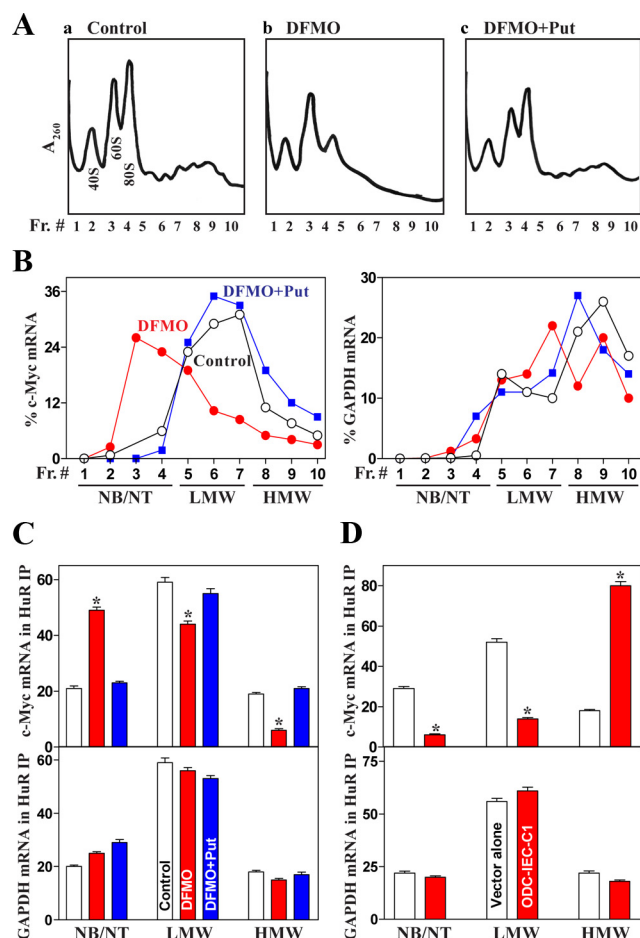 A
a Control
b DFMO
c DFMO+Put
A260
40S
60S
80S
Fr. # 1 2 3 4 5 6 7 8 9 10
1 2 3 4 5 6 7 8 9 10
1 2 3 4 5 6 7 8 9 10
B
% c-Myc mRNA
36
24
12
0
DFMO+Put
DFMO
Control
Fr. # 1 2 3 4 5 6 7 8 9 10
NB/NT LMW HMW
% GAPDH mRNA
30
20
10
0
Fr. # 1 2 3 4 5 6 7 8 9 10
NB/NT LMW HMW
C
c-Myc mRNA in HuR IP
60
40
20
0
*
*
*
GAPDH mRNA in HuR IP
60
40
20
0
Control
DFMO
DFMO+Put
NB/NT LMW HMW
D
c-Myc mRNA in HuR IP
80
60
40
20
0
*
*
*
GAPDH mRNA in HuR IP
75
50
25
0
Vector alone
ODC-IEC-C1
NB/NT LMW HMW